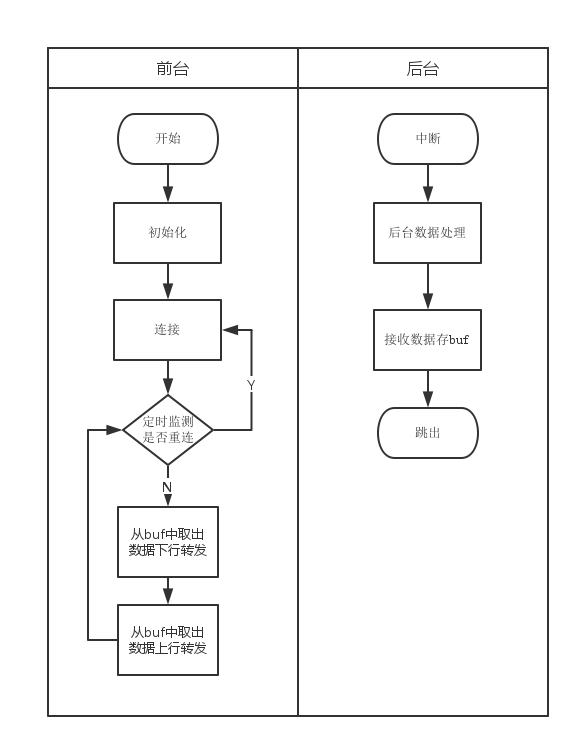 前台
后台
开始
初始化
连接
Y
定时监测
是否重连
N
从buf中取出
数据下行转发
从buf中取出
数据上行转发
中断
后台数据处理
接收数据存buf
跳出